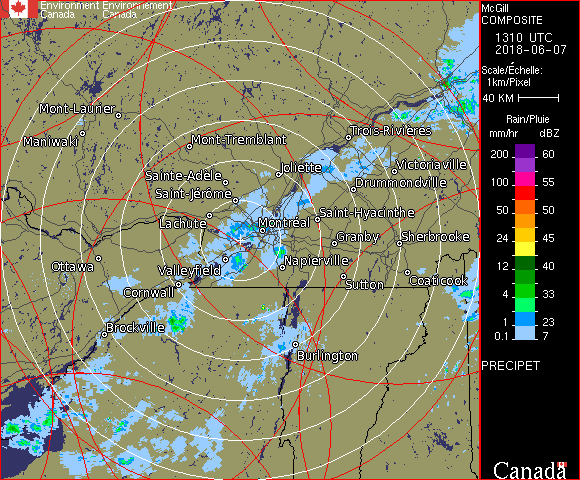 Environment Environnement
Canada Canada
McGill
COMPOSITE
1310 UTC
2018-06-07
Scale/Échelle:
1km/Pixel
40 KM
Rain/Pluie
mm/hr dBZ
200 60
100 55
50 50
24 45
12 40
4 33
1 23
0.1 7
PRECIPET
Canada
Mont-Laurier
Maniwaki
Mont-Tremblant
Trois-Rivières
Joliette
Victoriaville
Sainte-Adèle
Drummondville
Saint-Jérôme
Saint-Hyacinthe
Lachute
Montréal
Granby
Sherbrooke
Ottawa
Valleyfield
Napierville
Cornwall
Sutton
Coaticook
Brockville
Burlington